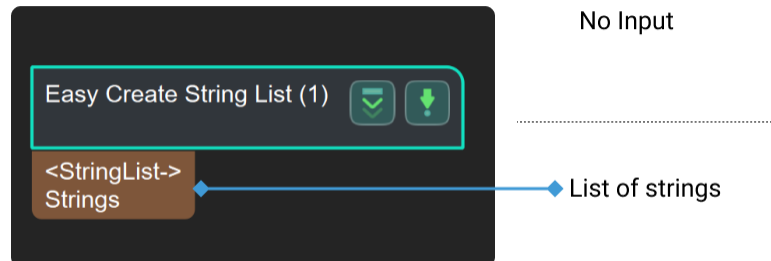 No Input
Easy Create String List (1)
<StringList->
Strings
List of strings